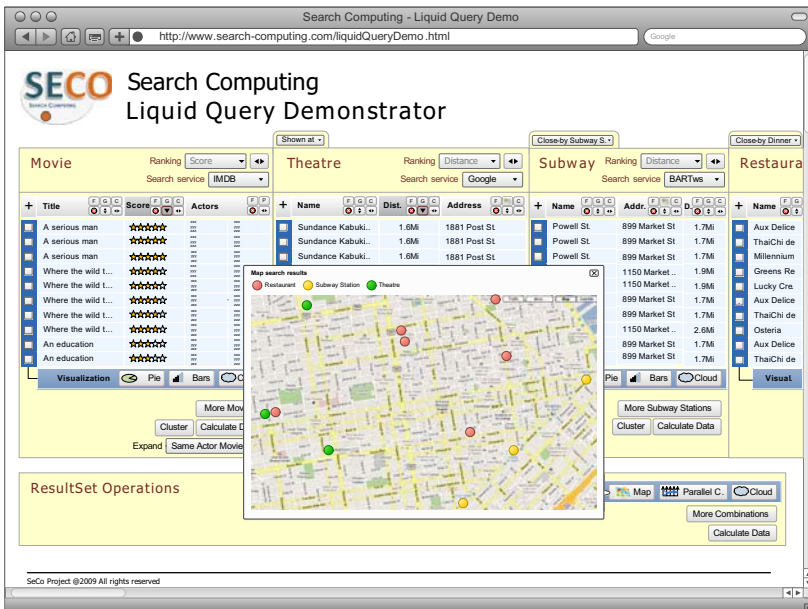 Search Computing - Liquid Query Demo
http://www.search-computing.com/liquidQueryDemo.html
Google
SECO
SEARCH COMPUTING
Search Computing
Liquid Query Demonstrator
Shown at
Close-by Subway S.
Close-by Dinner
Movie Ranking Score
Search service IMDB
Theatre Ranking Distance
Search service Google
Subway Ranking Distance
Search service BARTws
Restaura
+ Title F G C Score F G C Actors F P
+ Name F G C Dist. F G C Address F C
+ Name F G C Addr. F C D. F G C
+ Name F G
A serious man Sundance Kabuki.. 1.6Mi 1881 Post St. Powell St. 899 Market St 1.7Mi Aux Delice
A serious man Sundance Kabuki.. 1.6Mi 1881 Post St. Powell St. 899 Market St 1.7Mi ThaiChi de
A serious man Sundance Kabuki.. 1.6Mi 1881 Post St. Powell St. 899 Market St 1.7Mi Millennium
Where the wild t... 1150 Market .. 1.9Mi Greens Re
Where the wild t... 1150 Market .. 1.9Mi Lucky Cre
Where the wild t... 899 Market St 1.7Mi Aux Delice
Where the wild t... 899 Market St 1.7Mi ThaiChi de
Where the wild t... 1150 Market .. 2.6Mi Osteria
An education 899 Market St 1.7Mi Aux Delice
An education 899 Market St 1.7Mi ThaiChi de
Map search results
Restaurant Subway Station Theatre
Visualization Pie Bars C
Pie Bars Cloud
Visual.
More Mov
Cluster Calculate D
Expand Same Actor Movie
More Subway Stations
Cluster Calculate Data
ResultSet Operations
Map Parallel C. Cloud
More Combinations
Calculate Data
SeCo Project @2009 All rights reserved